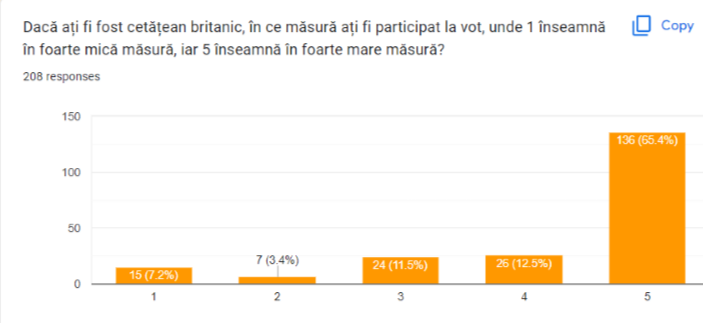 Dacă ați fi fost cetățean britanic, în ce măsură ați fi participat la vot, unde 1 înseamnă
Copy
în foarte mică măsură, iar 5 înseamnă în foarte mare măsură?
208 responses
150
100
50
0
15 (7.2%)
7 (3.4%)
24 (11.5%)
26 (12.5%)
136 (65.4%)
1 2 3 4 5